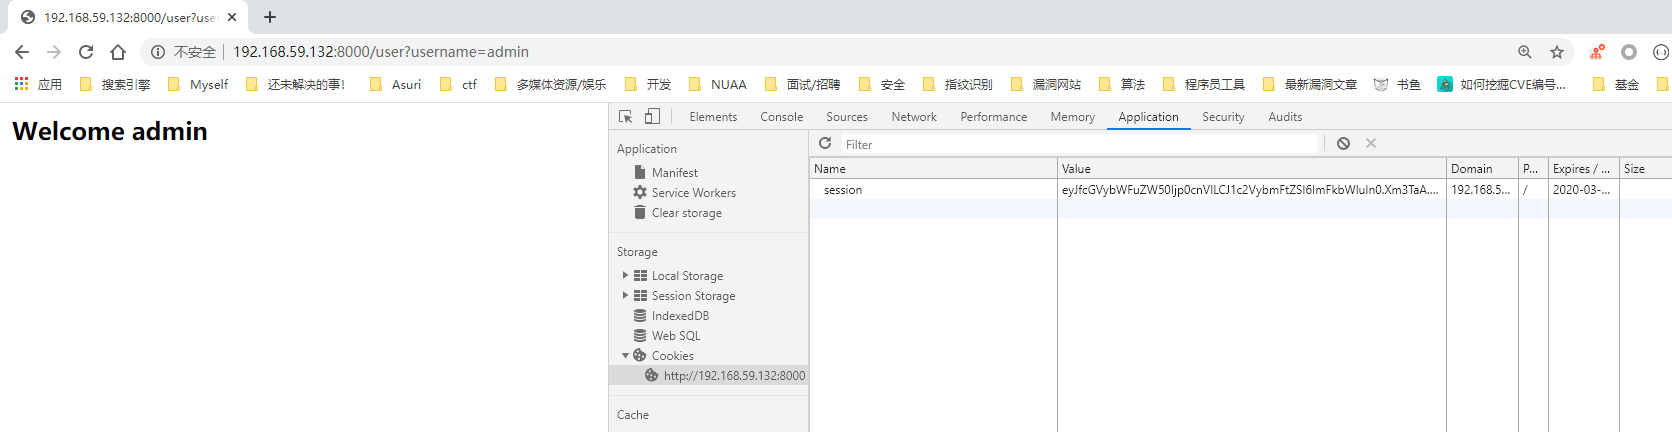 192.168.59.132:8000/user?use
不安全 192.168.59.132:8000/user?username=admin
应用 搜索引擎 Myself 还未解决的事! Asuri ctf 多媒体资源/娱乐 开发 NUAA 面试/招聘 安全 指纹识别 漏洞网站 算法 程序员工具 最新漏洞文章 书鱼 如何挖掘CVE编号... 基金
Welcome admin
Elements Console Sources Network Performance Memory Application Security Audits
Application
Manifest
Service Workers
Clear storage
Storage
Local Storage
Session Storage
IndexedDB
Web SQL
Cookies
http://192.168.59.132:8000
Cache
Filter
Name Value Domain P... Expires / ... Size
session eyJfcGVybWFuZW50Ijp0cnVlLCJ1c2VybmFtZSI6ImFkbWluIn0.Xm3TaA.... 192.168.5... / 2020-03-...